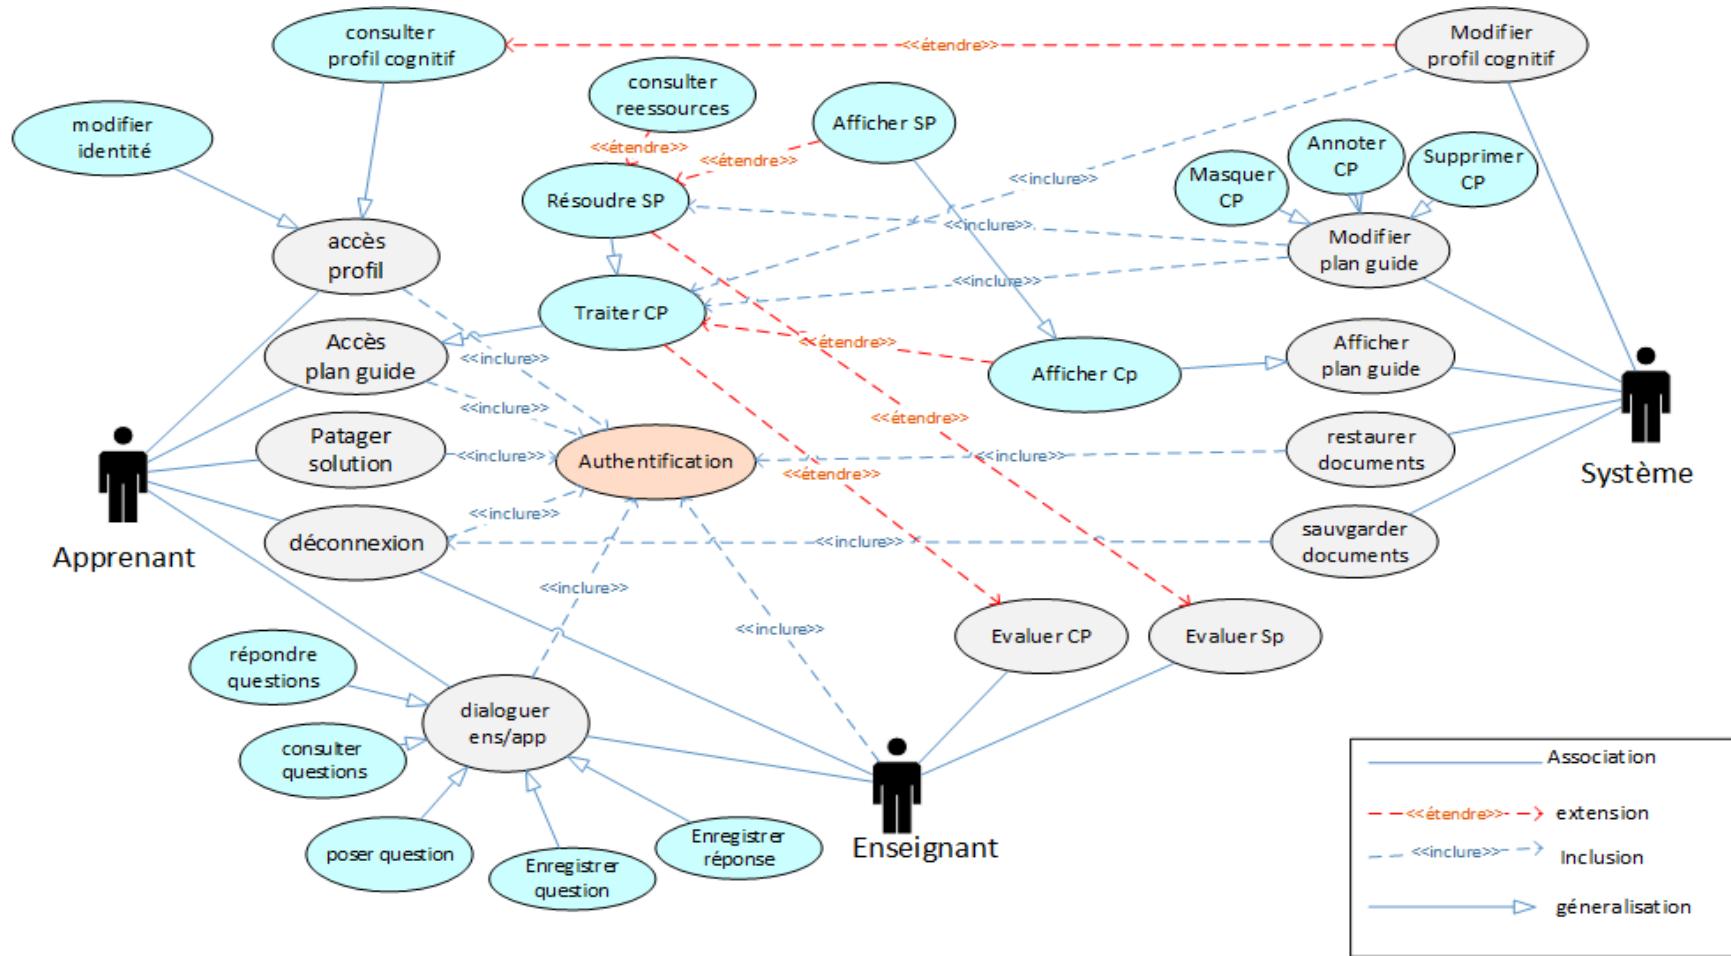 consulter
profil cognitif
<<étendre>>
Modifier
profil cognitif
consulter
reessources
Afficher SP
modifier
identité
<<étendre>>
<<étendre>>
Annoter
CP
Supprimer
CP
Masquer
CP
<<inclure>>
Résoudre SP
<<inclure>>
accès
profil
Modifier
plan guide
<<inclure>>
Traiter CP
<<étendre>>
Accès
plan guide
<<inclure>>
Afficher Cp
Afficher
plan guide
<<inclure>>
<<étendre>>
Patager
solution
<<inclure>>
Authentification
<<étendre>>
<<inclure>>
restaurer
documents
Système
<<inclure>>
déconnexion
<<inclure>>
sauvgarder
documents
Apprenant
<<inclure>>
<<inclure>>
Evaluer CP
Evaluer Sp
répondre
questions
dialoguer
ens/app
consulter
questions
poser question
Enregistrer
question
Enregistrer
réponse
Enseignant
Association
<<étendre>> extension
<<inclure>> Inclusion
géneralisation